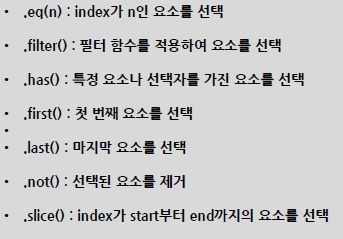 • .eq(n) : index가 n인 요소를 선택
• .filter() : 필터 함수를 적용하여 요소를 선택
• .has() : 특정 요소나 선택자를 가진 요소를 선택
• .first() : 첫 번째 요소를 선택
•
• .last() : 마지막 요소를 선택
• .not() : 선택된 요소를 제거
• .slice() : index가 start부터 end까지의 요소를 선택